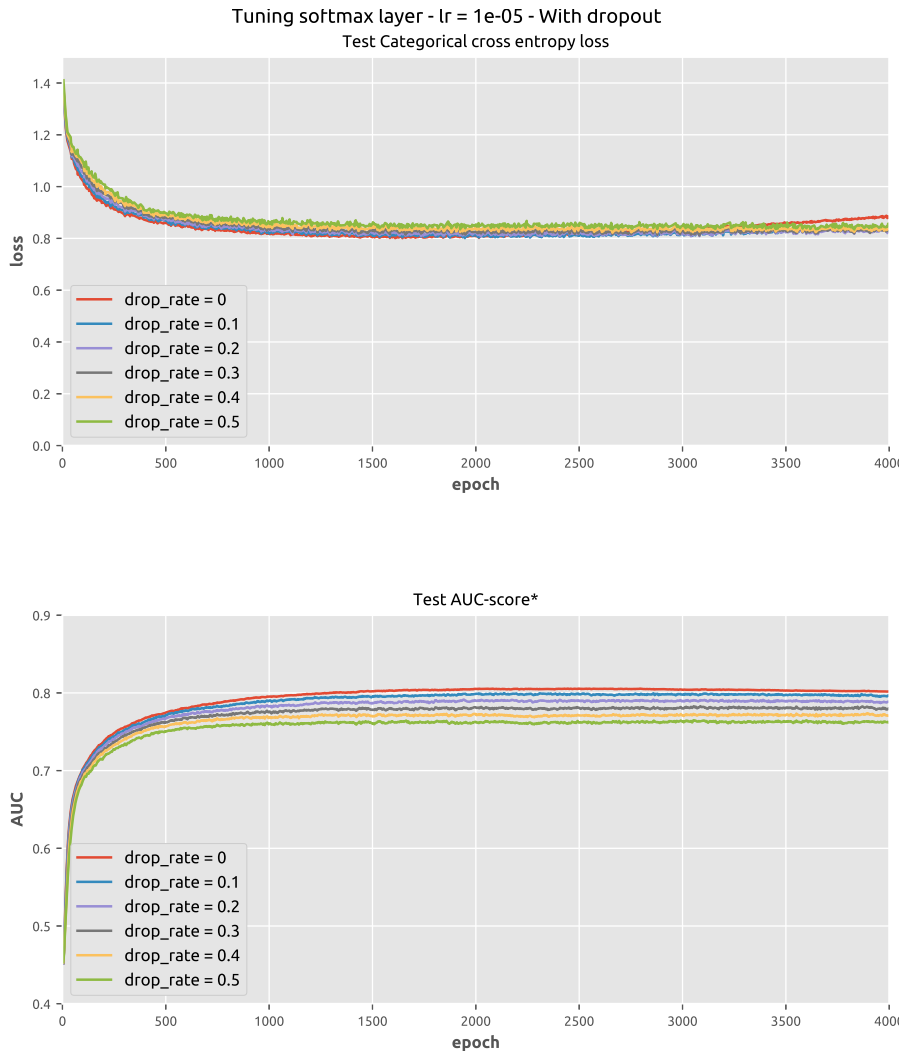 Tuning softmax layer - lr = 1e-05 - With dropout
Test Categorical cross entropy loss
1.4
1.2
1.0
0.8
0.6
0.4
0.2
0.0
loss
drop_rate = 0
drop_rate = 0.1
drop_rate = 0.2
drop_rate = 0.3
drop_rate = 0.4
drop_rate = 0.5
0 500 1000 1500 2000 2500 3000 3500 4000
epoch
Test AUC-score*
0.9
0.8
0.7
0.6
0.5
0.4
AUC
drop_rate = 0
drop_rate = 0.1
drop_rate = 0.2
drop_rate = 0.3
drop_rate = 0.4
drop_rate = 0.5
0 500 1000 1500 2000 2500 3000 3500 4000
epoch